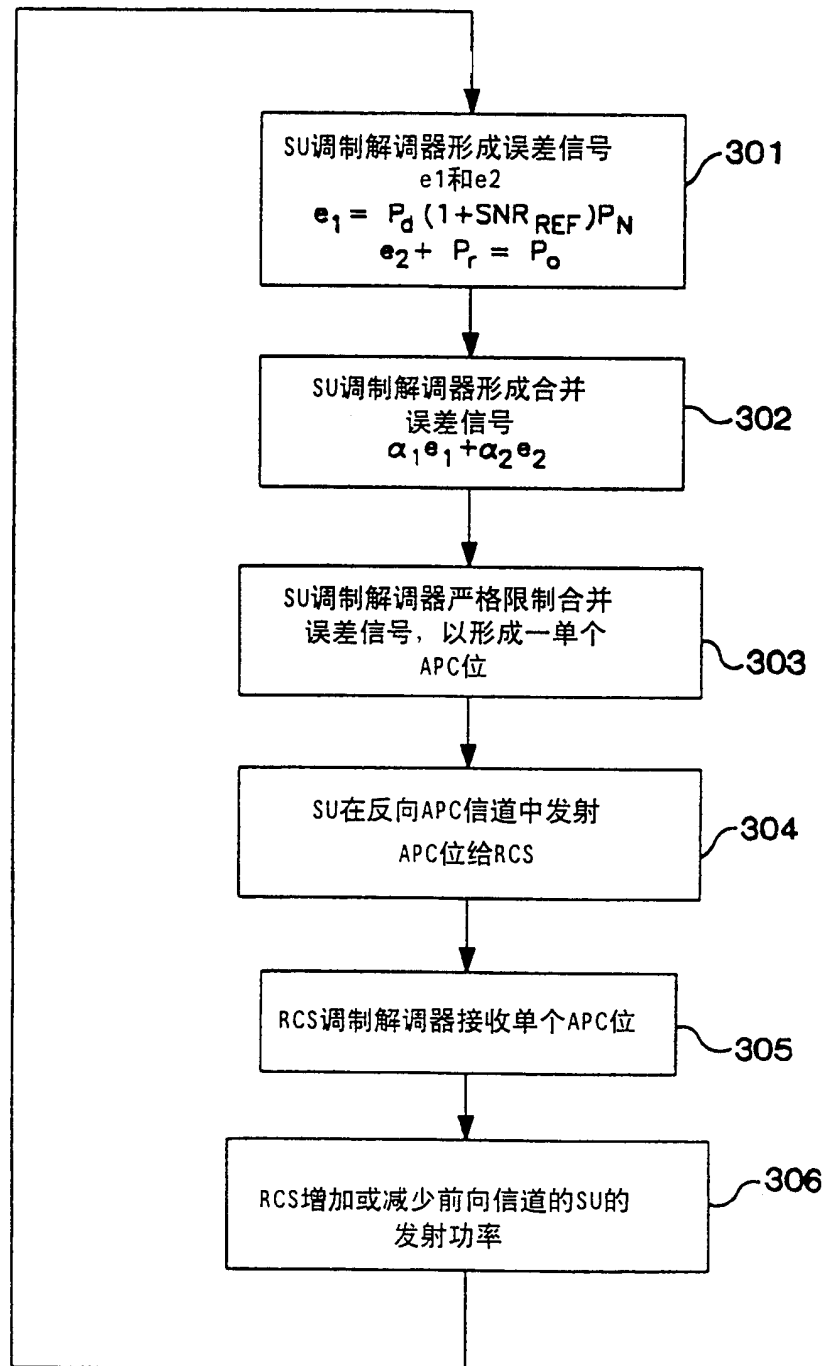 SU调制解调器形成误差信号
e1和e2
e₁ = P_d (1+SNR_REF)P_N
e₂+ P_r = P_o
301
SU调制解调器形成合并
误差信号
α₁e₁+α₂e₂
302
SU调制解调器严格限制合并
误差信号，以形成一单个
APC位
303
SU在反向APC信道中发射
APC位给RCS
304
RCS调制解调器接收单个APC位
305
RCS增加或减少前向信道的SU的
发射功率
306